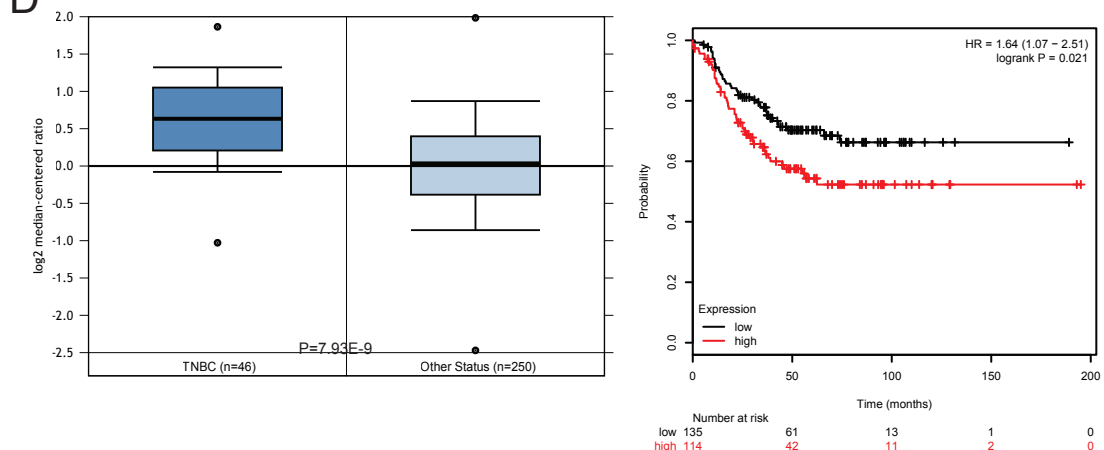 D
2.0
1.5
1.0
0.5
0.0
-0.5
-1.0
-1.5
-2.0
-2.5
log2 median-centered ratio
P=7.93E-9
TNBC (n=46)
Other Status (n=250)
HR = 1.64 (1.07 − 2.51)
logrank P = 0.021
1.0
0.8
0.6
0.4
0.2
0.0
Probability
Expression
low
high
0 50 100 150 200
Time (months)
Number at risk
low 135 61 13 1 0
high 114 42 11 2 0